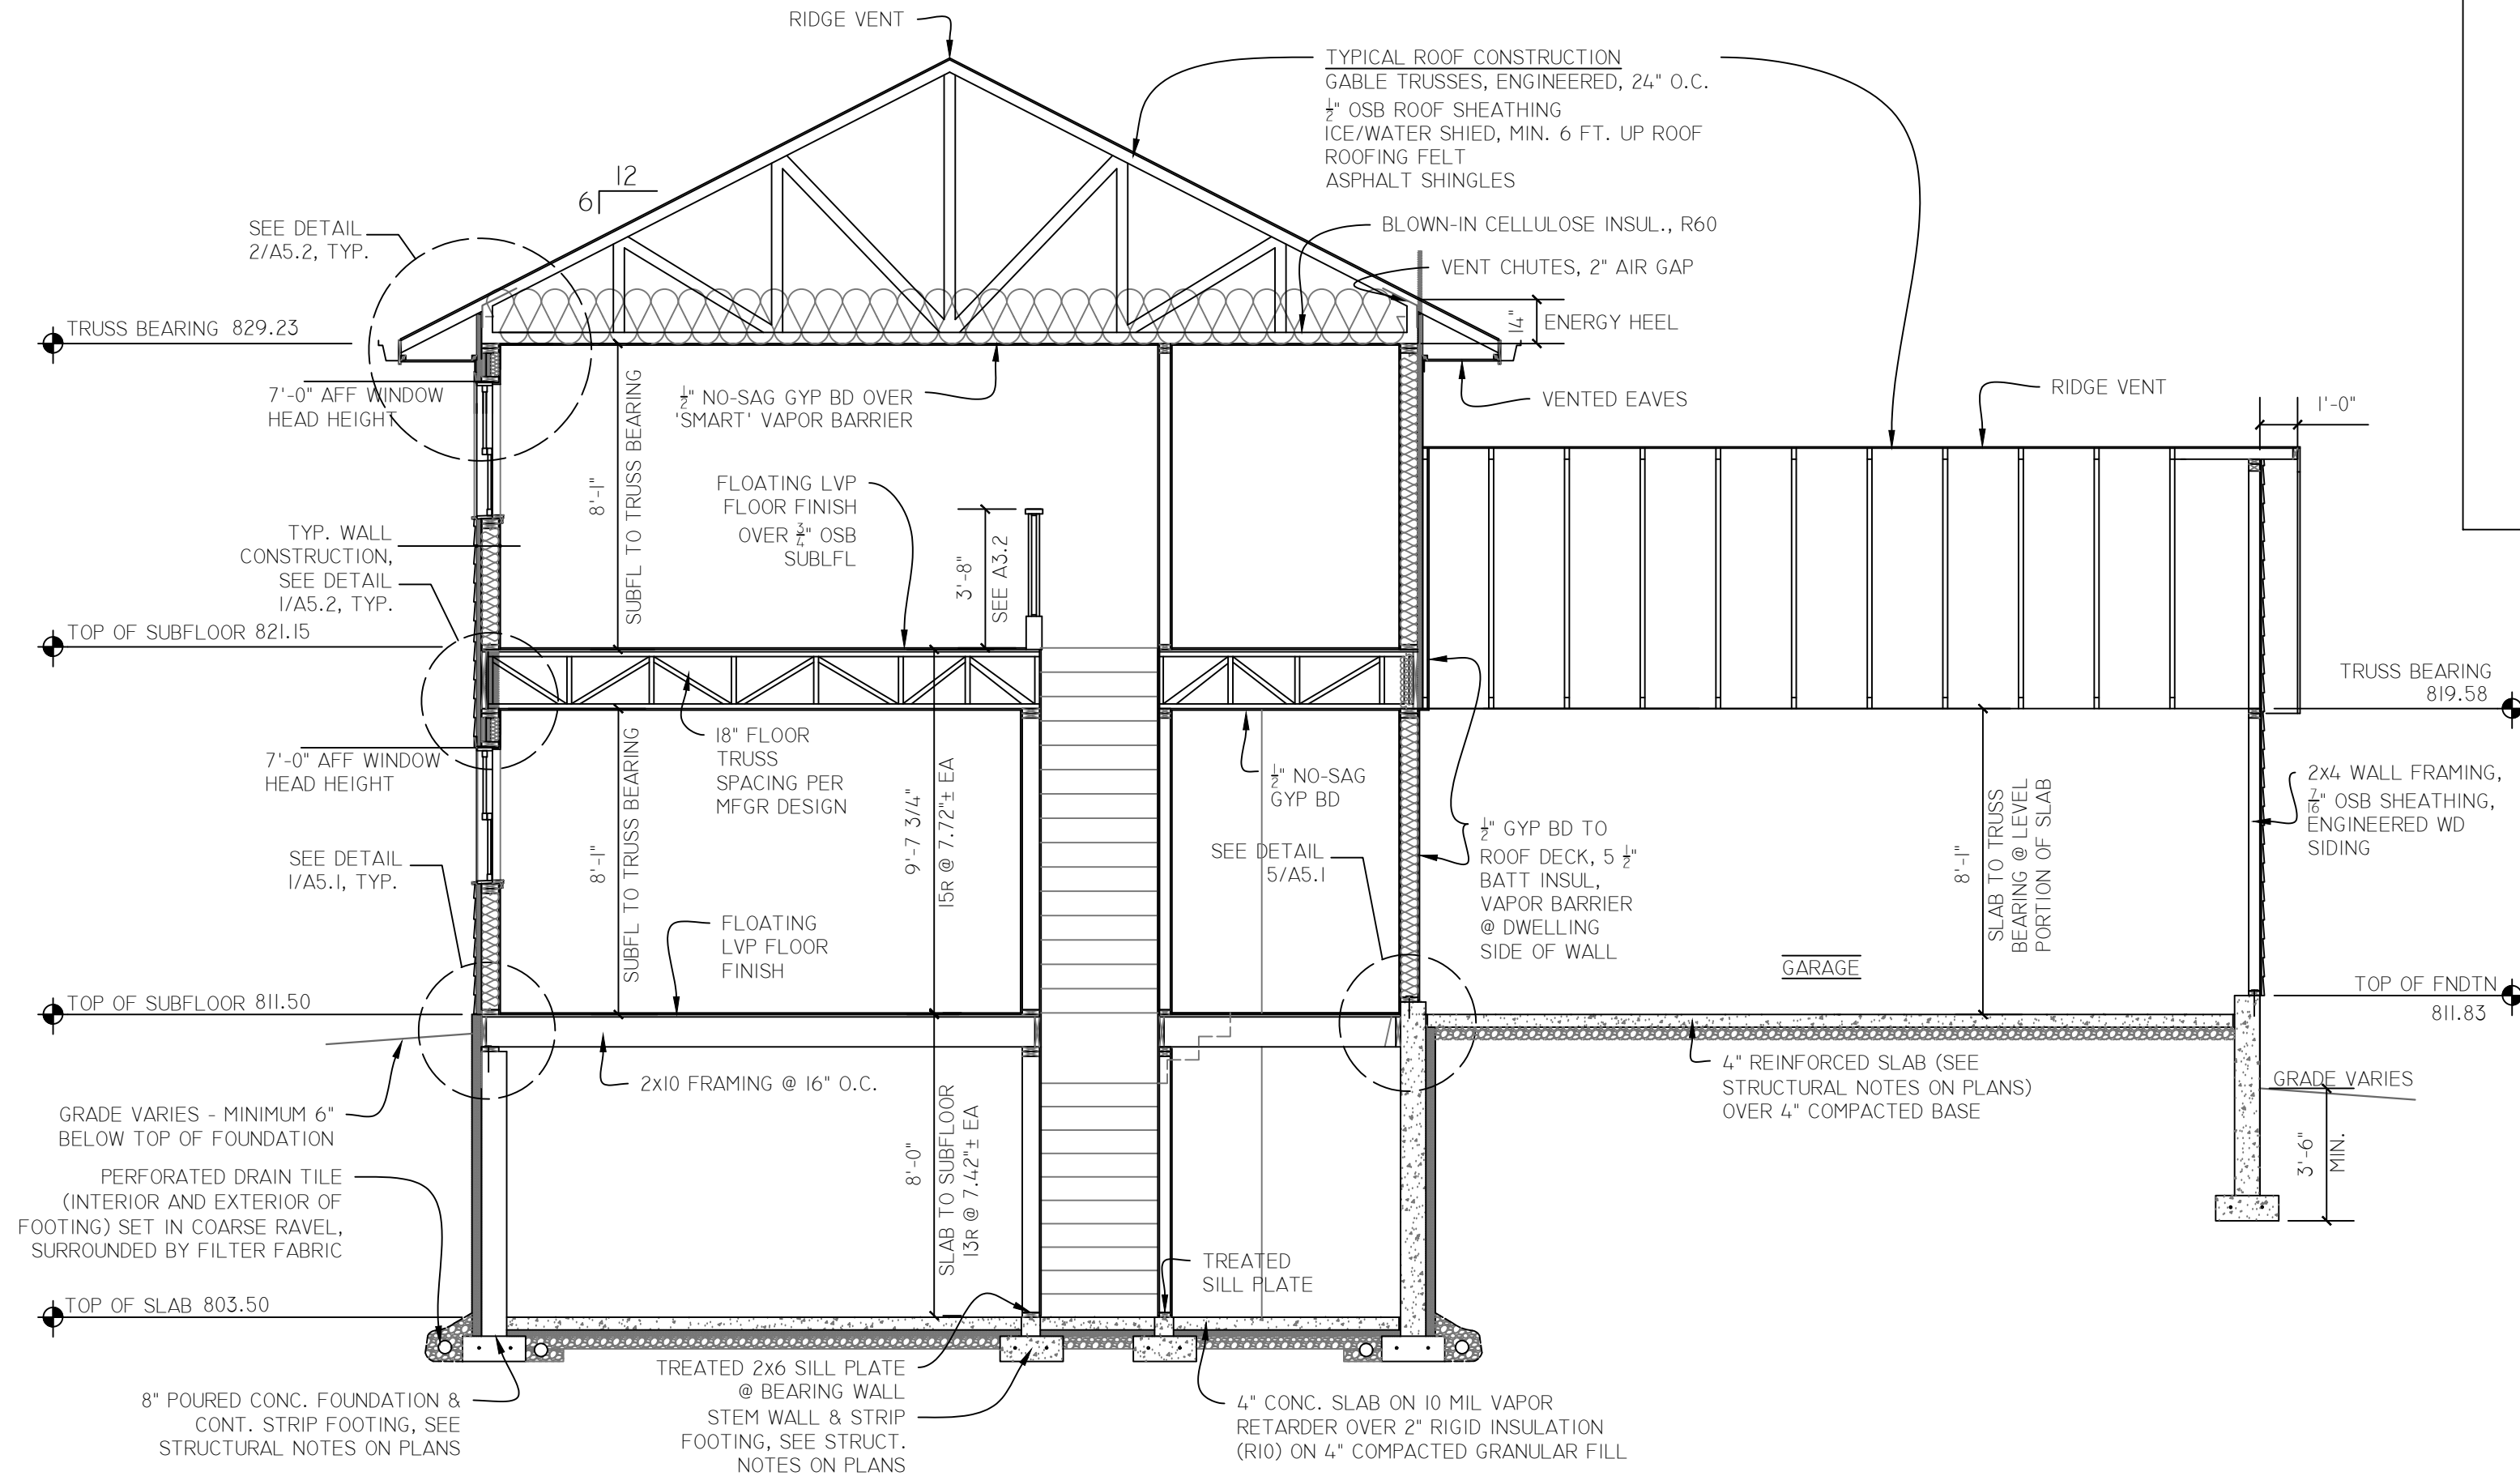 RIDGE VENT
TYPICAL ROOF CONSTRUCTION
GABLE TRUSSES, ENGINEERED, 24" O.C.
1/2" OSB ROOF SHEATHING
ICE/WATER SHIED, MIN. 6 FT. UP ROOF
ROOFING FELT
ASPHALT SHINGLES
12
6
SEE DETAIL
2/A5.2, TYP.
BLOWN-IN CELLULOSE INSUL., R60
VENT CHUTES, 2" AIR GAP
14"
ENERGY HEEL
TRUSS BEARING 829.23
7'-0" AFF WINDOW
HEAD HEIGHT
8'-1"
SUBFL TO TRUSS BEARING
1/2" NO-SAG GYP BD OVER
'SMART' VAPOR BARRIER
VENTED EAVES
RIDGE VENT
1'-0"
FLOATING LVP
FLOOR FINISH
OVER 3/4" OSB
SUBLFL
3'-8"
SEE A3.2
TYP. WALL
CONSTRUCTION,
SEE DETAIL
1/A5.2, TYP.
TOP OF SUBFLOOR 821.15
TRUSS BEARING
819.58
7'-0" AFF WINDOW
HEAD HEIGHT
8'-1"
SUBFL TO TRUSS BEARING
18" FLOOR
TRUSS
SPACING PER
MFGR DESIGN
9'-7 3/4"
15R @ 7.72"± EA
1/2" NO-SAG
GYP BD
SEE DETAIL
5/A5.1
1/2" GYP BD TO
ROOF DECK, 5 1/2"
BATT INSUL,
VAPOR BARRIER
@ DWELLING
SIDE OF WALL
8'-1"
SLAB TO TRUSS
BEARING @ LEVEL
PORTION OF SLAB
2x4 WALL FRAMING,
7/16" OSB SHEATHING,
ENGINEERED WD
SIDING
SEE DETAIL
1/A5.1, TYP.
FLOATING
LVP FLOOR
FINISH
GARAGE
TOP OF SUBFLOOR 811.50
TOP OF FNDTN
811.83
2x10 FRAMING @ 16" O.C.
4" REINFORCED SLAB (SEE
STRUCTURAL NOTES ON PLANS)
OVER 4" COMPACTED BASE
GRADE VARIES
3'-6"
MIN.
GRADE VARIES - MINIMUM 6"
BELOW TOP OF FOUNDATION
PERFORATED DRAIN TILE
(INTERIOR AND EXTERIOR OF
FOOTING) SET IN COARSE RAVEL,
SURROUNDED BY FILTER FABRIC
8'-0"
SLAB TO SUBFLOOR
13R @ 7.42"± EA
TREATED
SILL PLATE
TOP OF SLAB 803.50
8" POURED CONC. FOUNDATION &
CONT. STRIP FOOTING, SEE
STRUCTURAL NOTES ON PLANS
TREATED 2x6 SILL PLATE
@ BEARING WALL
STEM WALL & STRIP
FOOTING, SEE STRUCT.
NOTES ON PLANS
4" CONC. SLAB ON 10 MIL VAPOR
RETARDER OVER 2" RIGID INSULATION
(R10) ON 4" COMPACTED GRANULAR FILL